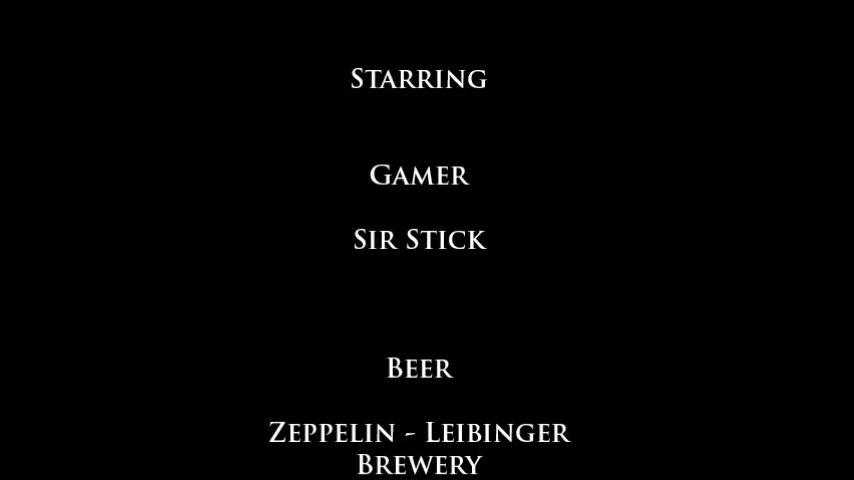 Starring
Gamer
Sir Stick
Beer
Zeppelin - Leibinger
Brewery